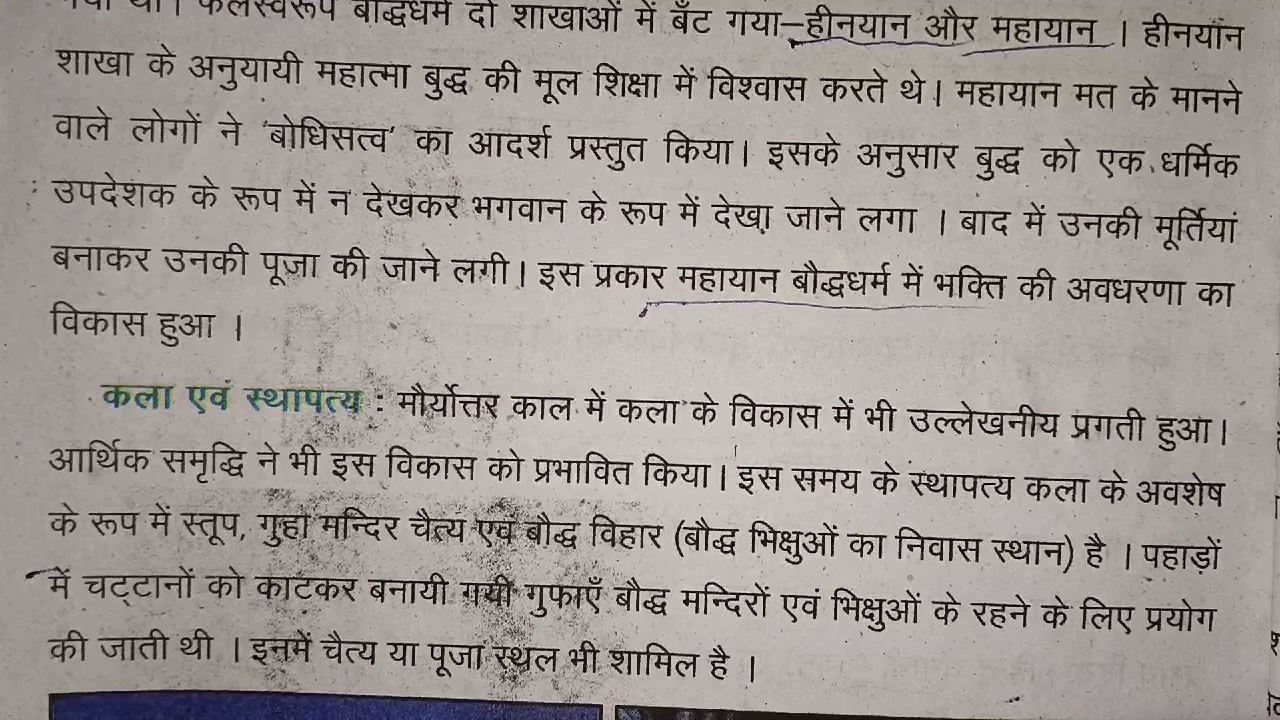 फलस्वरूप बौद्धधर्म दो शाखाओं में बँट गया–हीनयान और महायान । हीनयान
शाखा के अनुयायी महात्मा बुद्ध की मूल शिक्षा में विश्वास करते थे। महायान मत के मानने
वाले लोगों ने 'बोधिसत्व' का आदर्श प्रस्तुत किया। इसके अनुसार बुद्ध को एक धर्मिक
उपदेशक के रूप में न देखकर भगवान के रूप में देखा जाने लगा । बाद में उनकी मूर्तियां
बनाकर उनकी पूजा की जाने लगी। इस प्रकार महायान बौद्धधर्म में भक्ति की अवधरणा का
विकास हुआ ।
कला एवं स्थापत्य : मौर्योत्तर काल में कला के विकास में भी उल्लेखनीय प्रगती हुआ।
आर्थिक समृद्धि ने भी इस विकास को प्रभावित किया। इस समय के स्थापत्य कला के अवशेष
के रूप में स्तूप, गुहा मन्दिर चैत्य एवं बौद्ध विहार (बौद्ध भिक्षुओं का निवास स्थान) है । पहाड़ों
में चट्टानों को काटकर बनायी गयी गुफाएँ बौद्ध मन्दिरों एवं भिक्षुओं के रहने के लिए प्रयोग
की जाती थी । इनमें चैत्य या पूजा स्थल भी शामिल है ।